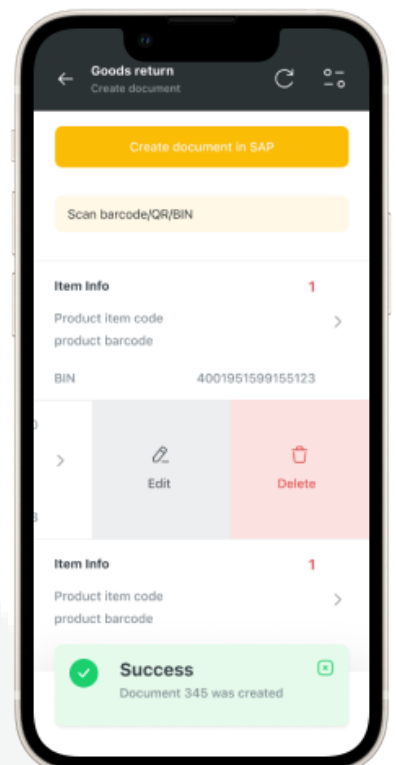 Goods return
Create document
Create document in SAP
Scan barcode/QR/BIN
Item Info 1
Product item code
product barcode
BIN 4001951599155123
Edit Delete
Item Info 1
Product item code
product barcode
Success
Document 345 was created